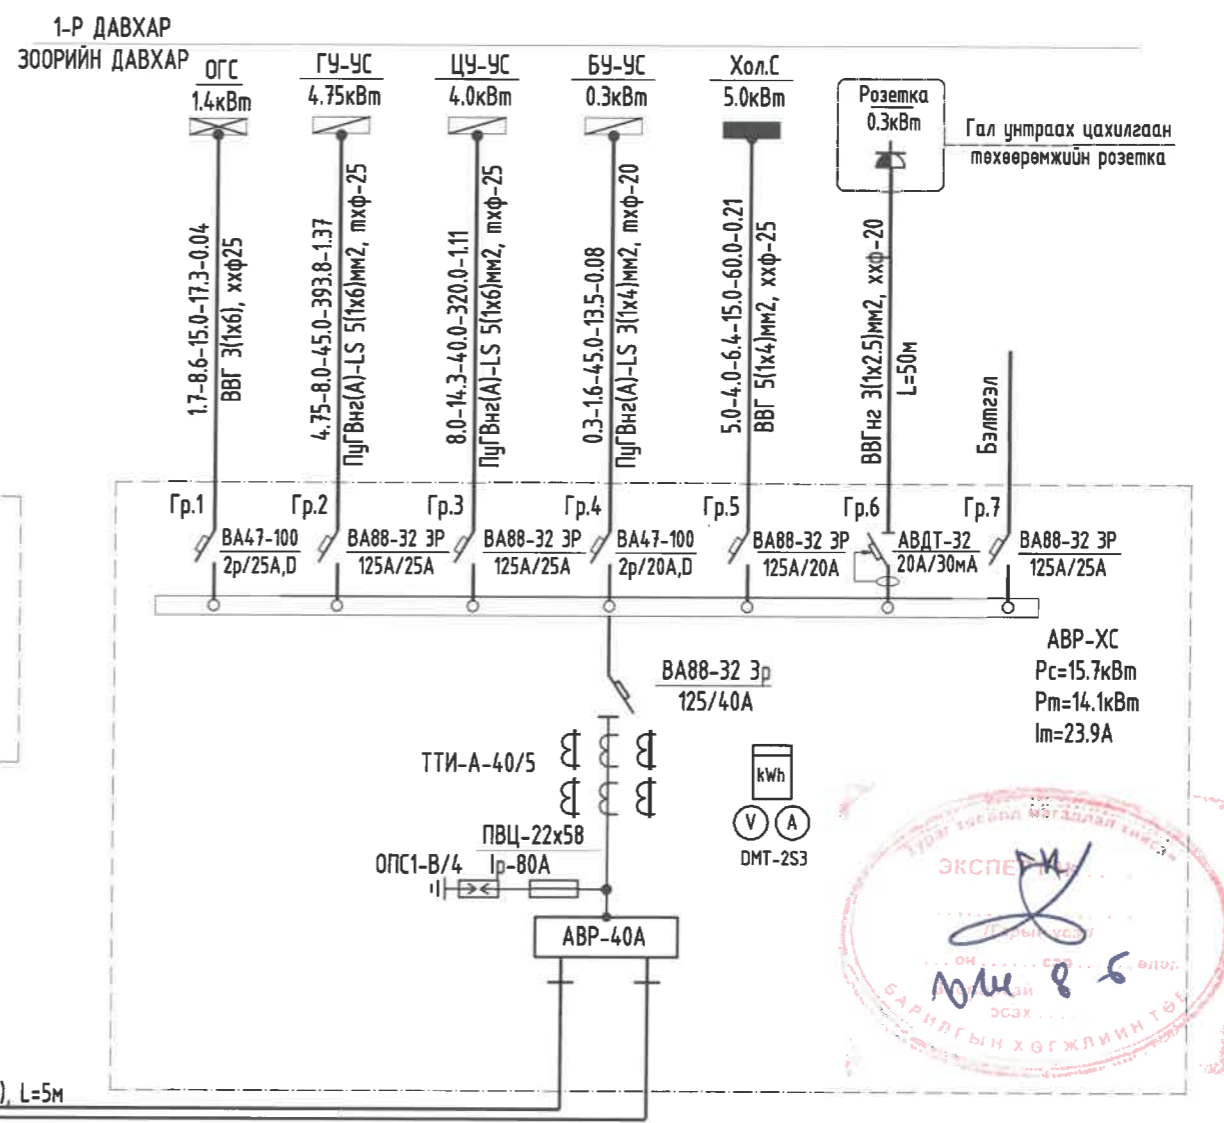 1-Р ДАВХАР
ЗООРИЙН ДАВХАР
ОГС
1.4кВт
ГУ-УС
4.75кВт
ЦУ-УС
4.0кВт
БУ-УС
0.3кВт
Хол.С
5.0кВт
Розетка
0.3кВт
Гал унтраах цахилгаан
төхөөрөмжийн розетка
1.7-8.6-15.0-17.3-0.04
ВВГ 3(1х6), ххф25
4.75-8.0-45.0-393.8-1.37
ПуГВнг(А)-LS 5(1х6)мм2, тхф-25
8.0-14.3-40.0-320.0-1.11
ПуГВнг(А)-LS 5(1х6)мм2, тхф-25
0.3-1.6-45.0-13.5-0.08
ПуГВнг(А)-LS 3(1х4)мм2, тхф-20
5.0-4.0-6.4-15.0-60.0-0.21
ВВГ 5(1х4)мм2, ххф-25
ВВГнг 3(1х2.5)мм2, ххф-20
L=50м
Бэлтгэл
Гр.1
ВА47-100
2р/25А,D
Гр.2
ВА88-32 3Р
125А/25А
Гр.3
ВА88-32 3Р
125А/25А
Гр.4
ВА47-100
2р/20А,D
Гр.5
ВА88-32 3Р
125А/20А
Гр.6
АВДТ-32
20А/30мА
Гр.7
ВА88-32 3Р
125А/25А
АВР-ХС
Рс=15.7кВт
Рт=14.1кВт
Iт=23.9А
ВА88-32 3р
125/40А
ТТИ-А-40/5
kWh
V
A
DMT-2S3
ПВЦ-22х58
Iр-80А
ОПС1-В/4
АВР-40А
), L=5м
БАРИЛГЫН ХӨГЖЛИЙН ТӨВ